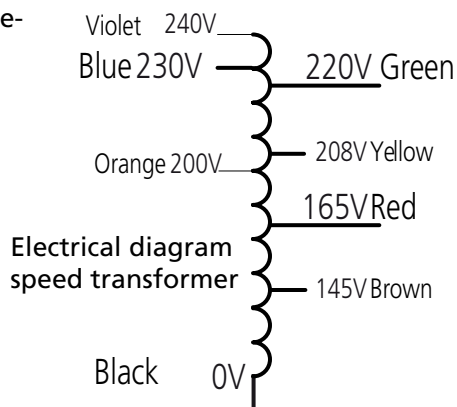 e-
Violet 240V
Blue 230V
220V Green
208V Yellow
Orange 200V
165V Red
Electrical diagram
speed transformer
145V Brown
Black 0V